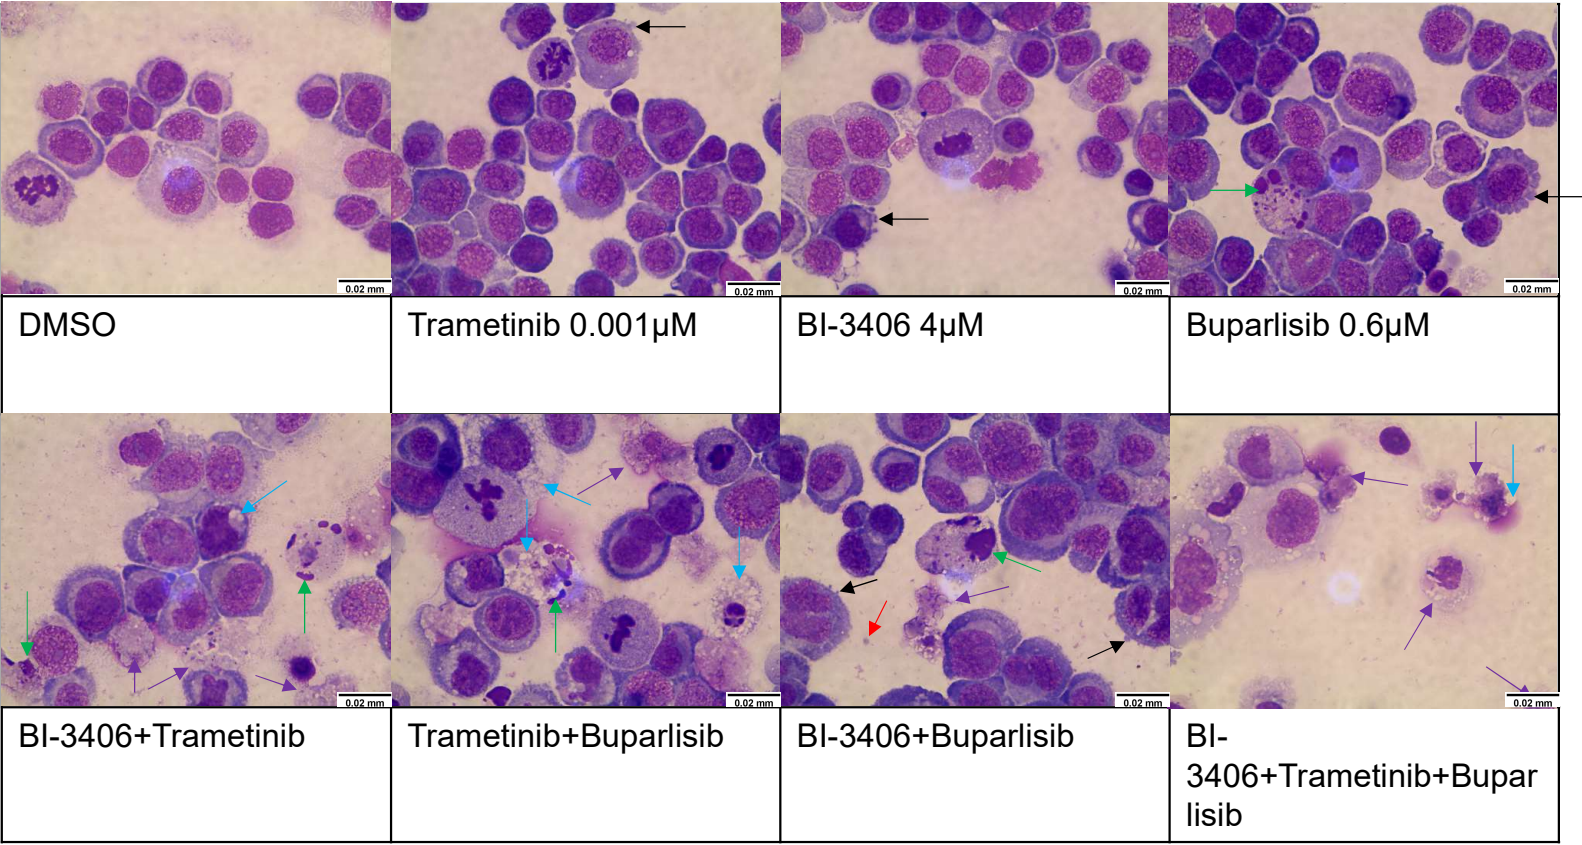 0.02 mm
0.02 mm
0.02 mm
0.02 mm
DMSO
Trametinib 0.001µM
BI-3406 4µM
Buparlisib 0.6µM
0.02 mm
0.02 mm
0.02 mm
0.02 mm
BI-3406+Trametinib
Trametinib+Buparlisib
BI-3406+Buparlisib
BI-
3406+Trametinib+Bupar
lisib